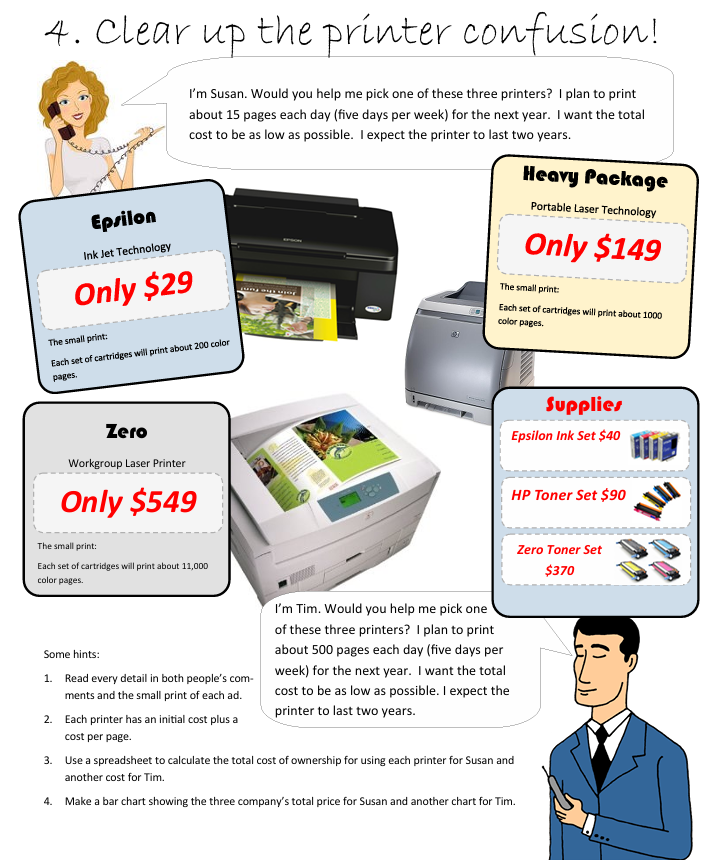 4. Clear up the printer confusion!
I'm Susan. Would you help me pick one of these three printers?  I plan to print
about 15 pages each day (five days per week) for the next year.  I want the total
cost to be as low as possible.  I expect the printer to last two years.
Epsilon
Ink Jet Technology
Only $29
The small print:
Each set of cartridges will print about 200 color
pages.
EPSON
Heavy Package
Portable Laser Technology
Only $149
The small print:
Each set of cartridges will print about 1000
color pages.
Zero
Workgroup Laser Printer
Only $549
The small print:
Each set of cartridges will print about 11,000
color pages.
Supplies
Epsilon Ink Set $40
HP Toner Set $90
Zero Toner Set
$370
I'm Tim. Would you help me pick one
of these three printers?  I plan to print
about 500 pages each day (five days per
week) for the next year.  I want the total
cost to be as low as possible. I expect the
printer to last two years.
Some hints:
1. Read every detail in both people's com-
ments and the small print of each ad.
2. Each printer has an initial cost plus a
cost per page.
3. Use a spreadsheet to calculate the total cost of ownership for using each printer for Susan and
another cost for Tim.
4. Make a bar chart showing the three company's total price for Susan and another chart for Tim.